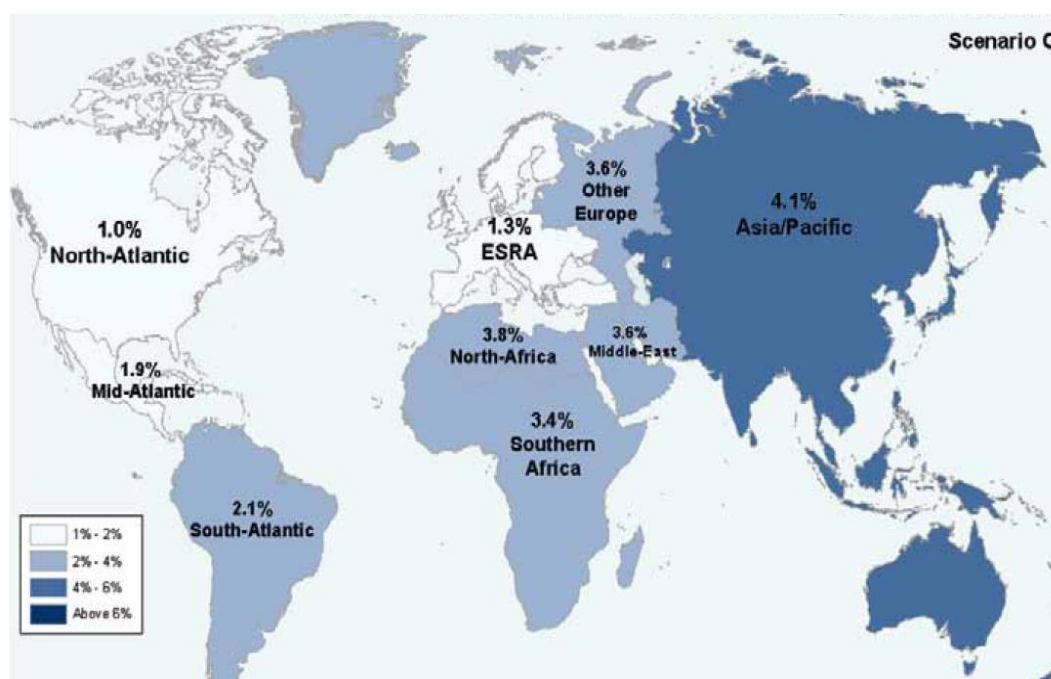 Scenario C
3.6%
Other
Europe
4.1%
Asia/Pacific
1.0%
North-Atlantic
1.3%
ESRA
3.8%
North-Africa
3.6%
Middle-East
1.9%
Mid-Atlantic
3.4%
Southern
Africa
2.1%
South-Atlantic
1% - 2%
2% - 4%
4% - 6%
Above 6%